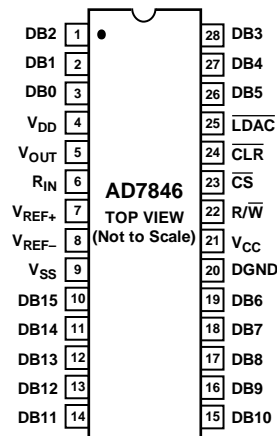 DB2 1 28 DB3
DB1 2 27 DB4
DB0 3 26 DB5
VDD 4 25 LDAC
VOUT 5 24 CLR
RIN 6 23 CS
VREF+ 7 22 R/W
VREF– 8 21 VCC
VSS 9 20 DGND
DB15 10 19 DB6
DB14 11 18 DB7
DB13 12 17 DB8
DB12 13 16 DB9
DB11 14 15 DB10
AD7846
TOP VIEW
(Not to Scale)